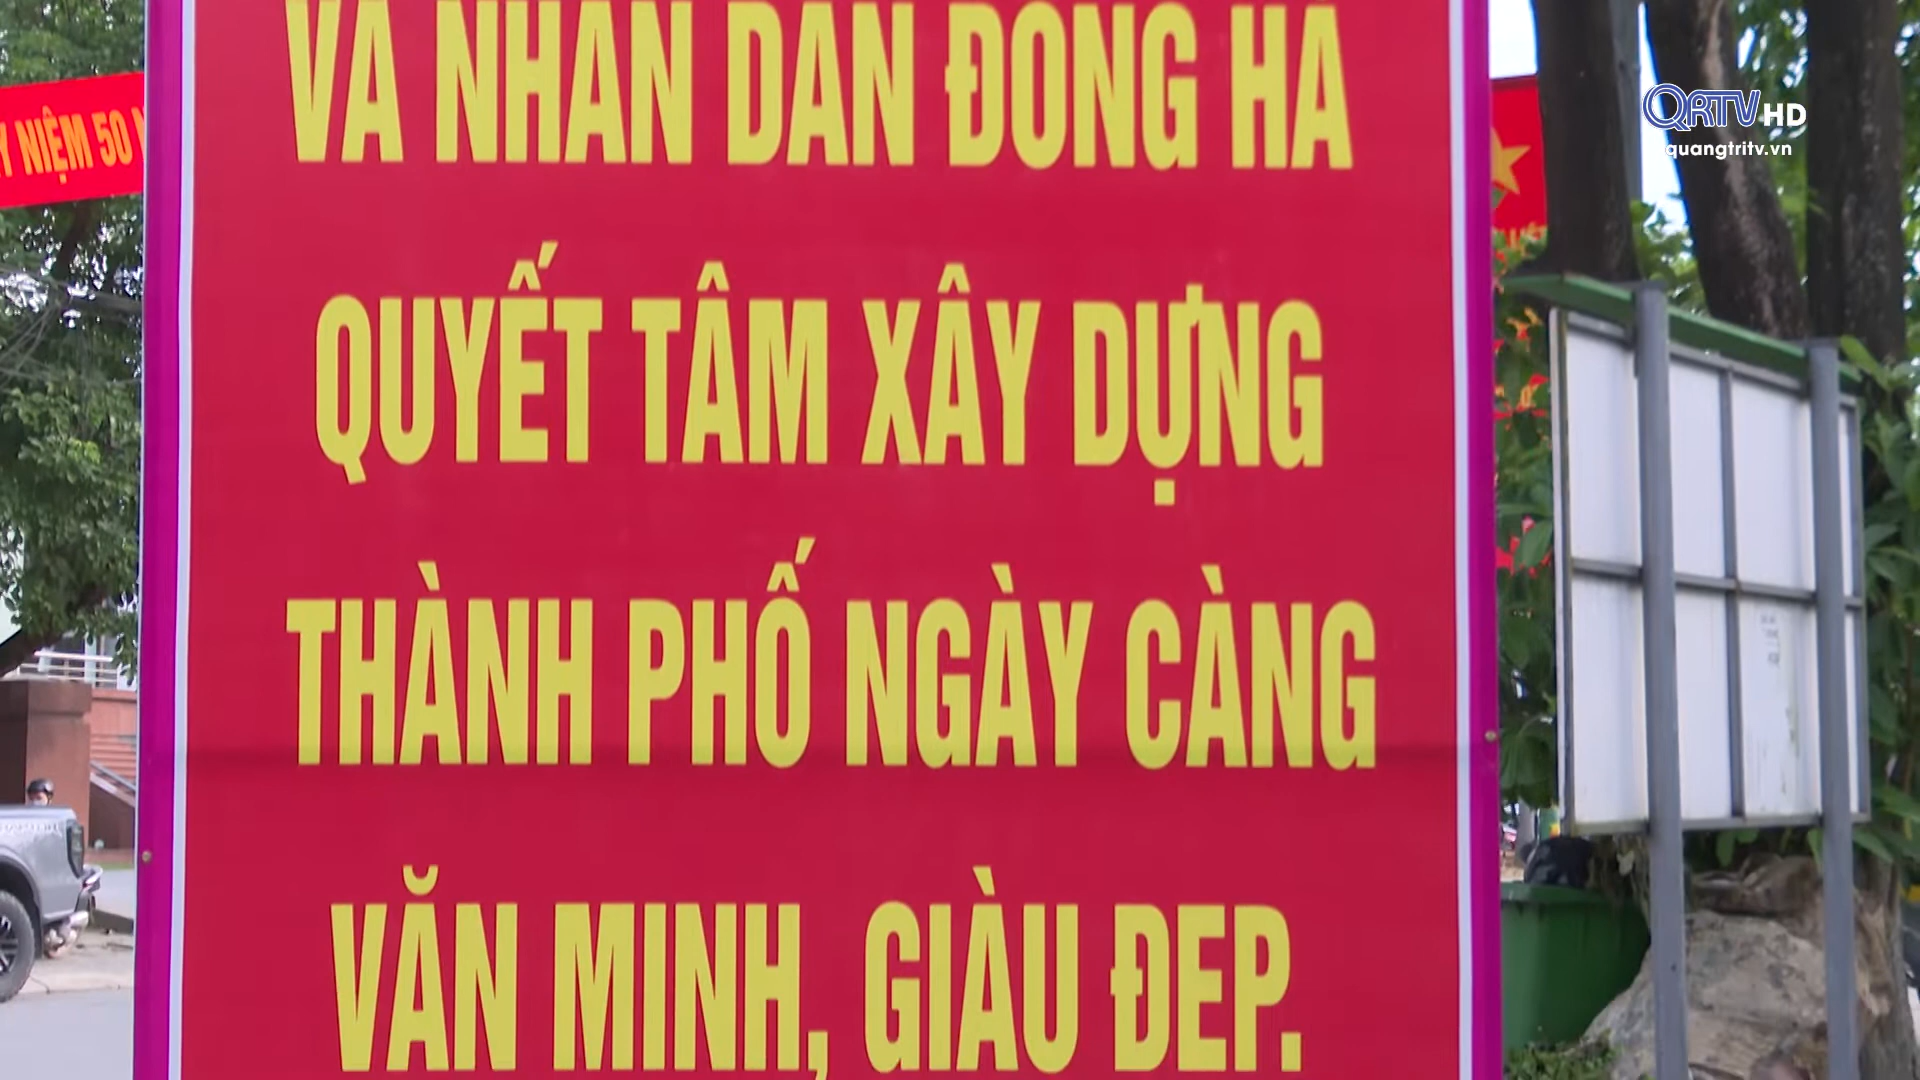 VÀ NHÂN DÂN ĐÔNG HÀ
QUYẾT TÂM XÂY DỰNG
THÀNH PHỐ NGÀY CÀNG
VĂN MINH, GIÀU ĐẸP.
NIỆM 50
QRTV HD
quangtritv.vn